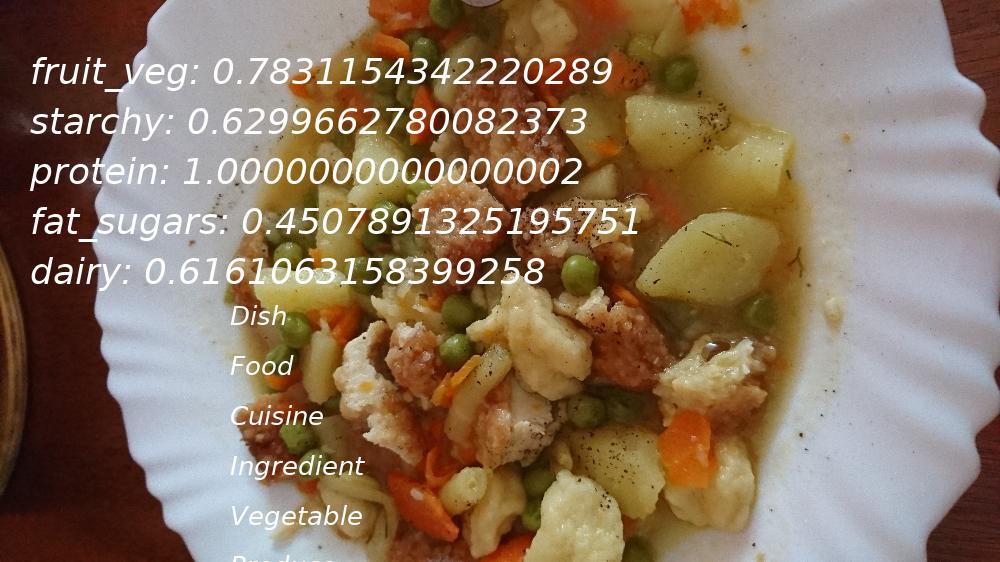 fruit_veg: 0.7831154342220289
starchy: 0.6299662780082373
protein: 1.0000000000000002
fat_sugars: 0.4507891325195751
dairy: 0.6161063158399258
Dish
Food
Cuisine
Ingredient
Vegetable
Produce